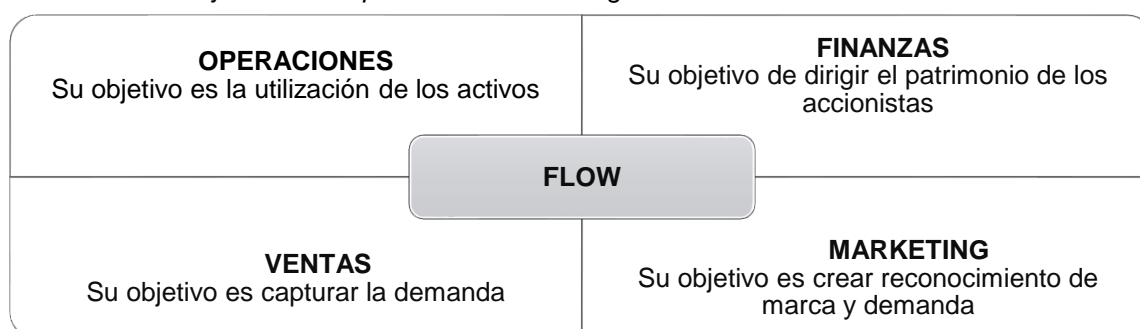 OPERACIONES
Su objetivo es la utilización de los activos
FINANZAS
Su objetivo de dirigir el patrimonio de los
accionistas
FLOW
VENTAS
Su objetivo es capturar la demanda
MARKETING
Su objetivo es crear reconocimiento de
marca y demanda